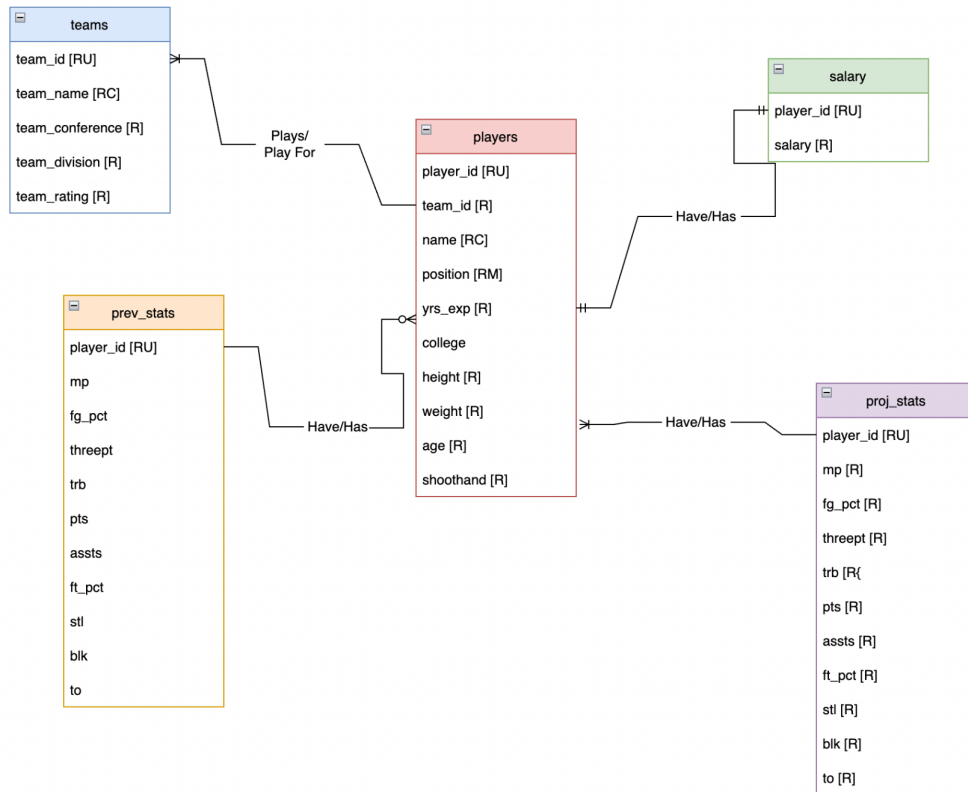 teams
team_id [RU]
team_name [RC]
team_conference [R]
team_division [R]
team_rating [R]
Plays/
Play For
players
player_id [RU]
team_id [R]
name [RC]
position [RM]
yrs_exp [R]
college
height [R]
weight [R]
age [R]
shoothand [R]
salary
player_id [RU]
salary [R]
Have/Has
prev_stats
player_id [RU]
mp
fg_pct
threept
trb
pts
assts
ft_pct
stl
blk
to
Have/Has
Have/Has
proj_stats
player_id [RU]
mp [R]
fg_pct [R]
threept [R]
trb [R{
pts [R]
assts [R]
ft_pct [R]
stl [R]
blk [R]
to [R]